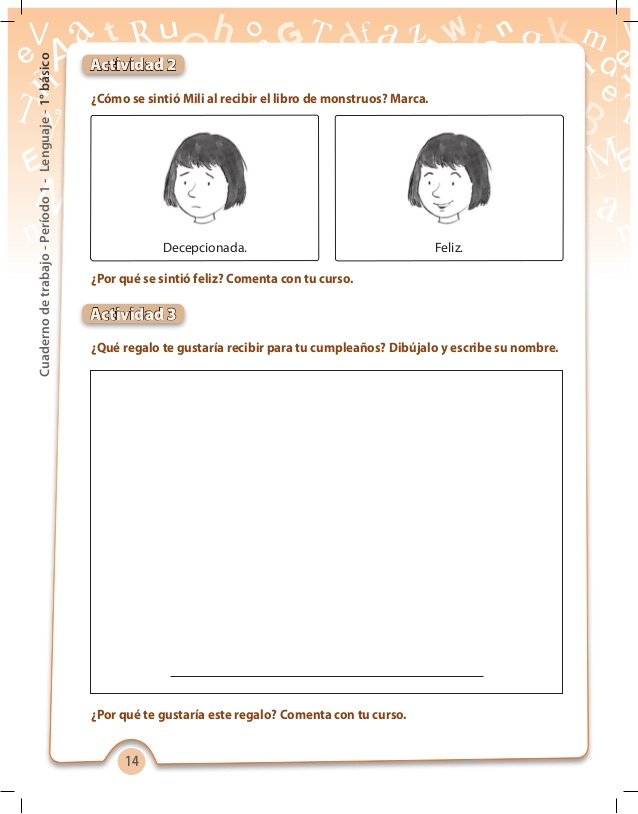 Cuaderno de trabajo - Período 1 - Lenguaje - 1° básico
Actividad 2
¿Cómo se sintió Mili al recibir el libro de monstruos? Marca.
Decepcionada.
Feliz.
¿Por qué se sintió feliz? Comenta con tu curso.
Actividad 3
¿Qué regalo te gustaría recibir para tu cumpleaños? Dibújalo y escribe su nombre.
¿Por qué te gustaría este regalo? Comenta con tu curso.
14